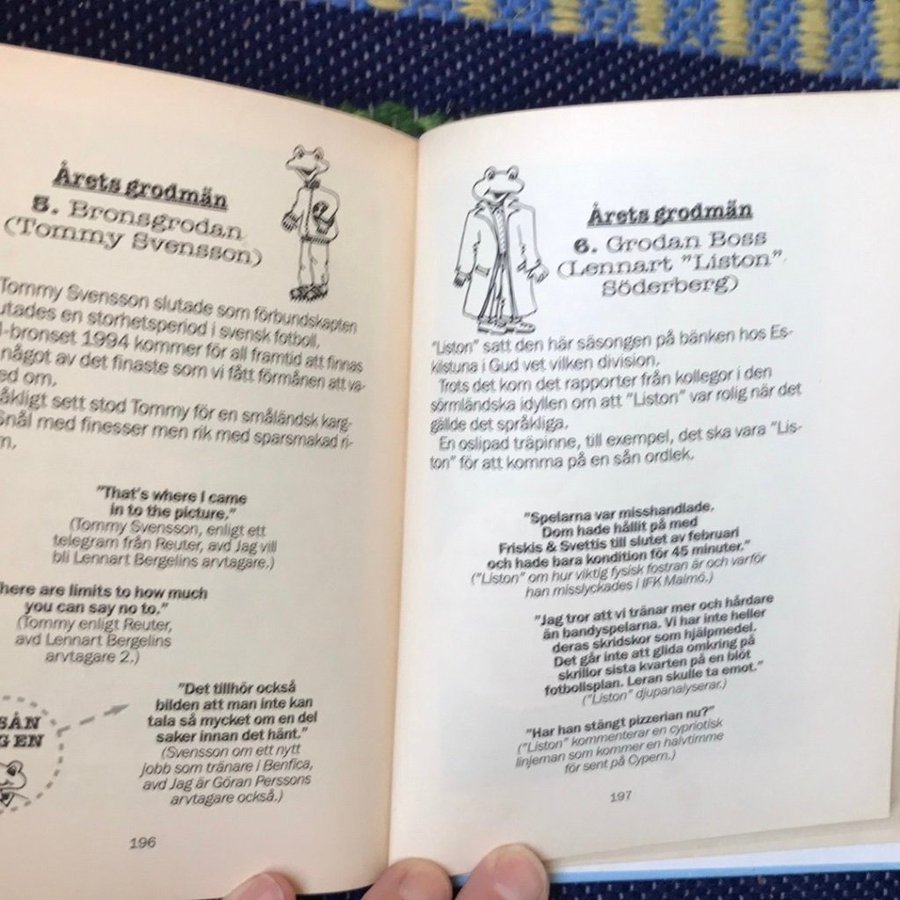 Årets grodmän
5. Bronsgrodan
(Tommy Svensson)
Tommy Svensson slutade som förbundskapten
utades en storhetsperiod i svensk fotboll.
-bronset 1994 kommer för all framtid att finnas
något av det finaste som vi fått förmånen att va-
ed om.
åkligt sett stod Tommy för en småländsk karg-
Snål med finesser men rik med sparsmakad ri-
m.
"That's where I came
in to the picture."
(Tommy Svensson, enligt ett
telegram från Reuter, avd Jag vill
bli Lennart Bergelins arvtagare.)
here are limits to how much
you can say no to."
(Tommy enligt Reuter,
avd Lennart Bergelins
arvtagare 2.)
SÅN
GEN
"Det tillhör också
bilden att man inte kan
tala så mycket om en del
saker innan det hänt."
(Svensson om ett nytt
jobb som tränare i Benfica,
avd Jag är Göran Perssons
arvtagare också.)
196
Årets grodmän
6. Grodan Boss
(Lennart "Liston"
Söderberg)
"Liston" satt den här säsongen på bänken hos Es-
kilstuna i Gud vet vilken division.
Trots det kom det rapporter från kollegor i den
sörmländska idyllen om att "Liston" var rolig när det
gällde det språkliga.
En oslipad träpinne, till exempel, det ska vara "Lis-
ton" för att komma på en sån ordlek.
"Spelarna var misshandlade.
Dom hade hållit på med
Friskis & Svettis till slutet av februari
och hade bara kondition för 45 minuter."
("Liston" om hur viktig fysisk fostran är och varför
han misslyckades i IFK Malmö.)
"Jag tror att vi tränar mer och hårdare
än bandyspelarna. Vi har inte heller
deras skridskor som hjälpmedel.
Det går inte att glida omkring på
skrillor sista kvarten på en blöt
fotbollsplan. Leran skulle ta emot."
("Liston" djupanalyserar.)
"Har han stängt pizzerian nu?"
("Liston" kommenterar en cypriotisk
linjeman som kommer en halvtimme
för sent på Cypern.)
197